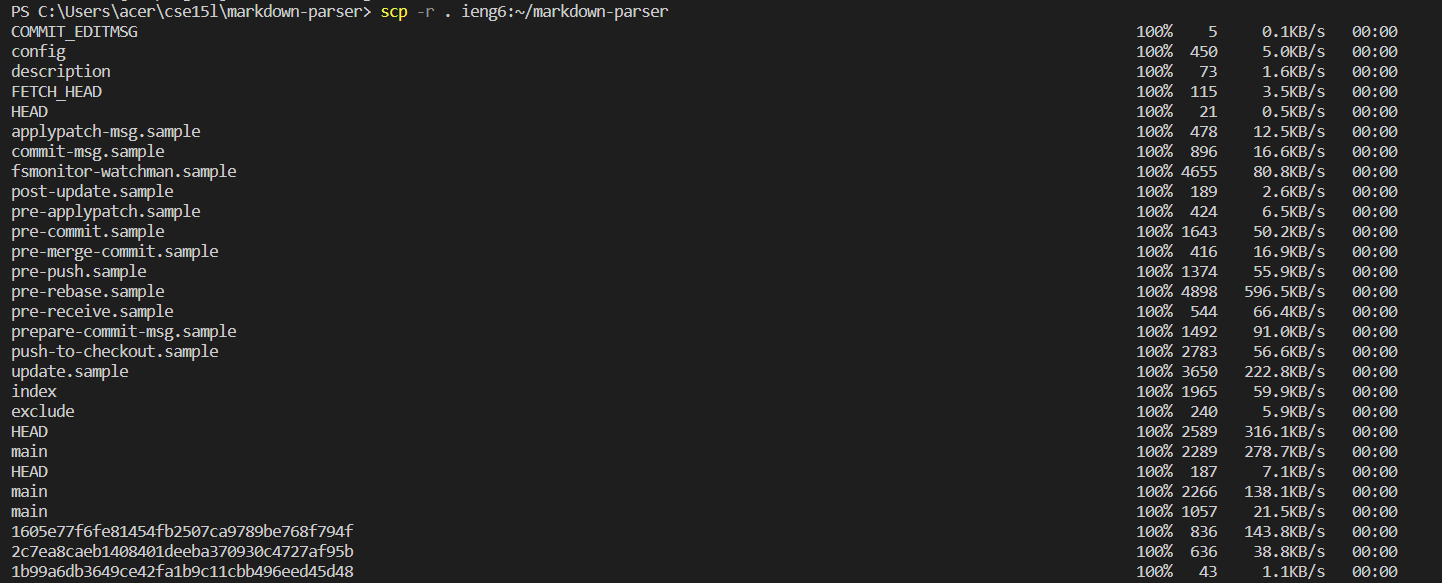 PS C:\Users\acer\cse15l\markdown-parser> scp -r . ieng6:~/markdown-parser
COMMIT_EDITMSG 100% 5 0.1KB/s 00:00
config 100% 450 5.0KB/s 00:00
description 100% 73 1.6KB/s 00:00
FETCH_HEAD 100% 115 3.5KB/s 00:00
HEAD 100% 21 0.5KB/s 00:00
applypatch-msg.sample 100% 478 12.5KB/s 00:00
commit-msg.sample 100% 896 16.6KB/s 00:00
fsmonitor-watchman.sample 100% 4655 80.8KB/s 00:00
post-update.sample 100% 189 2.6KB/s 00:00
pre-applypatch.sample 100% 424 6.5KB/s 00:00
pre-commit.sample 100% 1643 50.2KB/s 00:00
pre-merge-commit.sample 100% 416 16.9KB/s 00:00
pre-push.sample 100% 1374 55.9KB/s 00:00
pre-rebase.sample 100% 4898 596.5KB/s 00:00
pre-receive.sample 100% 544 66.4KB/s 00:00
prepare-commit-msg.sample 100% 1492 91.0KB/s 00:00
push-to-checkout.sample 100% 2783 56.6KB/s 00:00
update.sample 100% 3650 222.8KB/s 00:00
index 100% 1965 59.9KB/s 00:00
exclude 100% 240 5.9KB/s 00:00
HEAD 100% 2589 316.1KB/s 00:00
main 100% 2289 278.7KB/s 00:00
HEAD 100% 187 7.1KB/s 00:00
main 100% 2266 138.1KB/s 00:00
main 100% 1057 21.5KB/s 00:00
1605e77f6fe81454fb2507ca9789be768f794f 100% 836 143.8KB/s 00:00
2c7ea8caeb1408401deeba370930c4727af95b 100% 636 38.8KB/s 00:00
1b99a6db3649ce42fa1b9c11cbb496eed45d48 100% 43 1.1KB/s 00:00